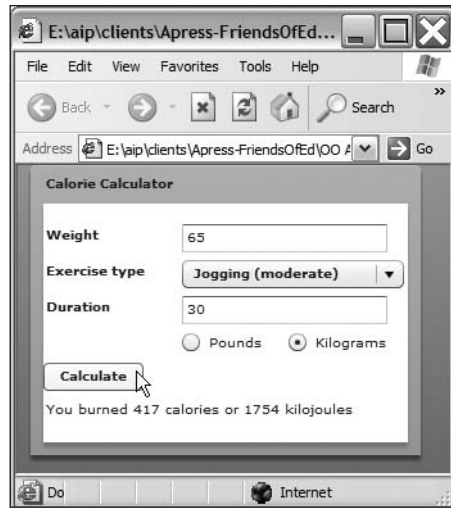 E:\aip\clients\Apress-FriendsOfEd...
File Edit View Favorites Tools Help
Back Search »
Address E:\aip\clients\Apress-FriendsOfEd\OO A Go
Calorie Calculator
Weight 65
Exercise type Jogging (moderate)
Duration 30
Pounds Kilograms
Calculate
You burned 417 calories or 1754 kilojoules
Do Internet